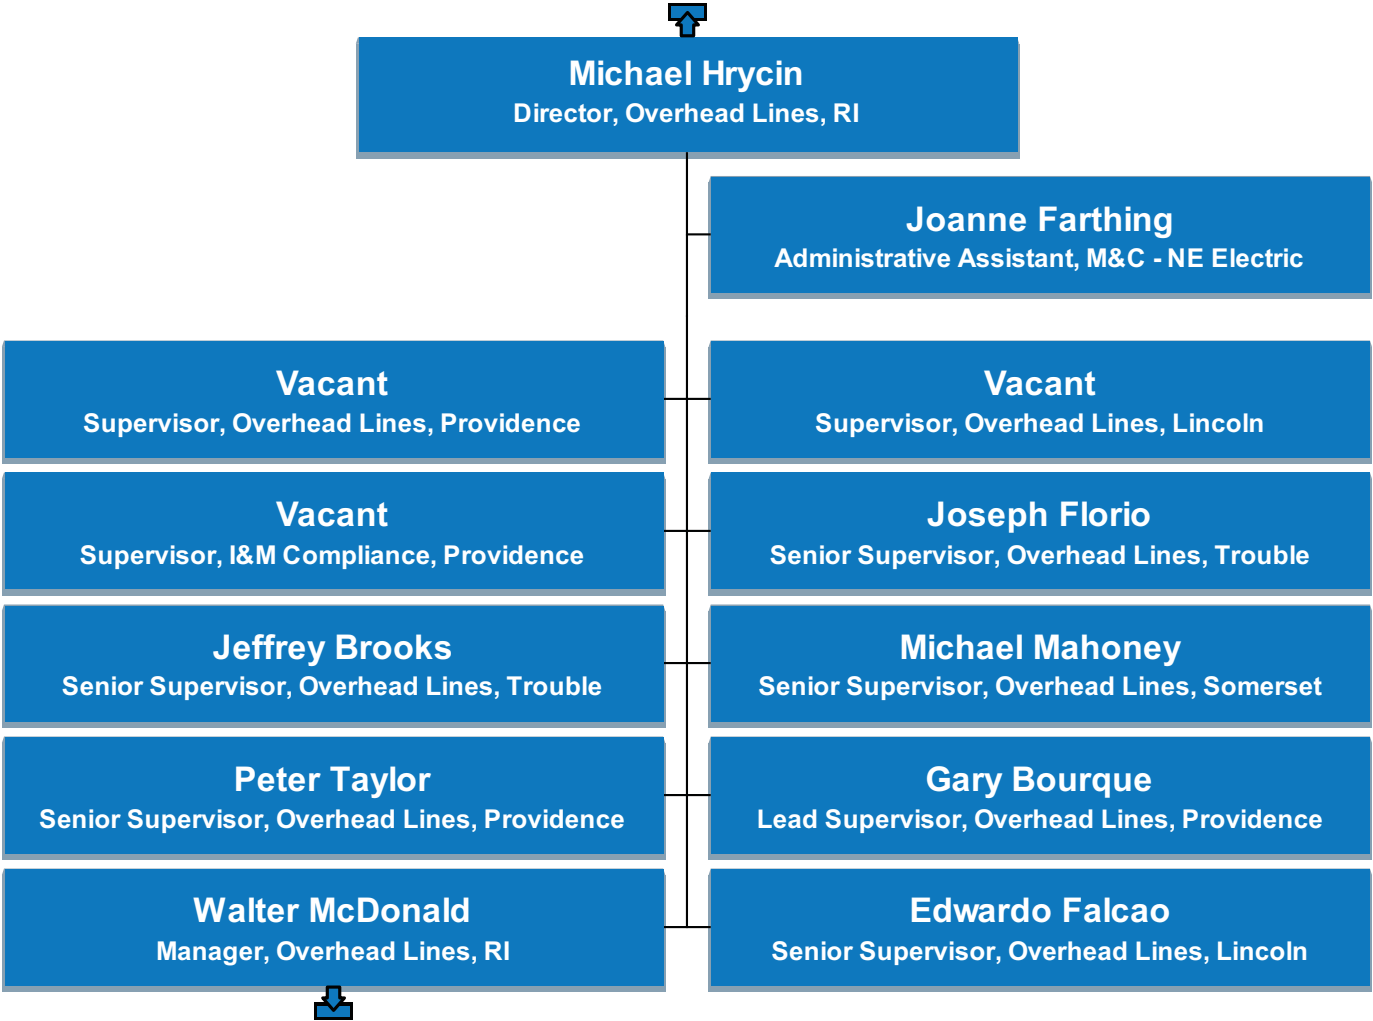 Michael Hrycin
Director, Overhead Lines, RI
Joanne Farthing
Administrative Assistant, M&C - NE Electric
Vacant
Supervisor, Overhead Lines, Providence
Vacant
Supervisor, Overhead Lines, Lincoln
Vacant
Supervisor, I&M Compliance, Providence
Joseph Florio
Senior Supervisor, Overhead Lines, Trouble
Jeffrey Brooks
Senior Supervisor, Overhead Lines, Trouble
Michael Mahoney
Senior Supervisor, Overhead Lines, Somerset
Peter Taylor
Senior Supervisor, Overhead Lines, Providence
Gary Bourque
Lead Supervisor, Overhead Lines, Providence
Walter McDonald
Manager, Overhead Lines, RI
Edwardo Falcao
Senior Supervisor, Overhead Lines, Lincoln